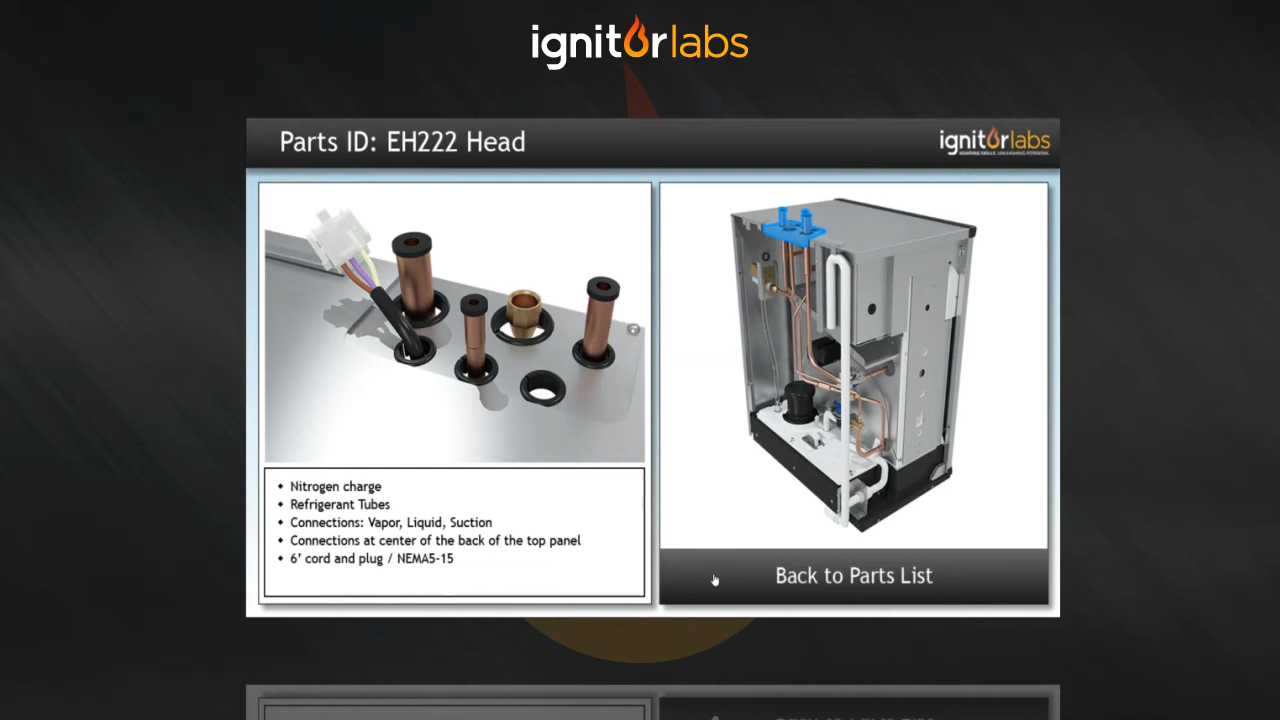 ignitorlabs
Parts ID: EH222 Head
ignitorlabs
Nitrogen charge
Refrigerant Tubes
Connections: Vapor, Liquid, Suction
Connections at center of the back of the top panel
6’ cord and plug / NEMA5-15
Back to Parts List